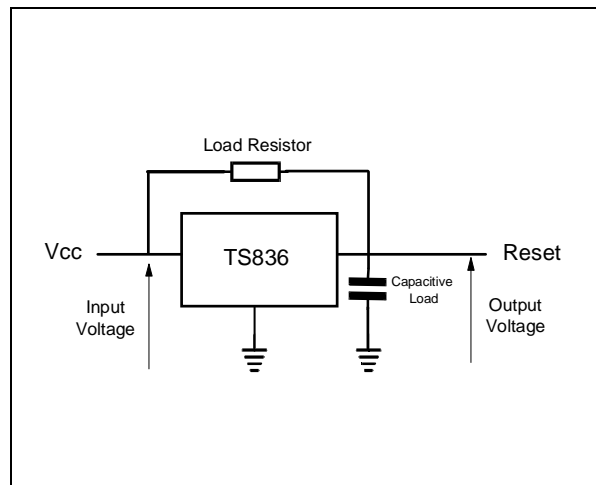 Load Resistor
Vcc
TS836
Reset
Capacitive
Load
Input
Voltage
Output
Voltage